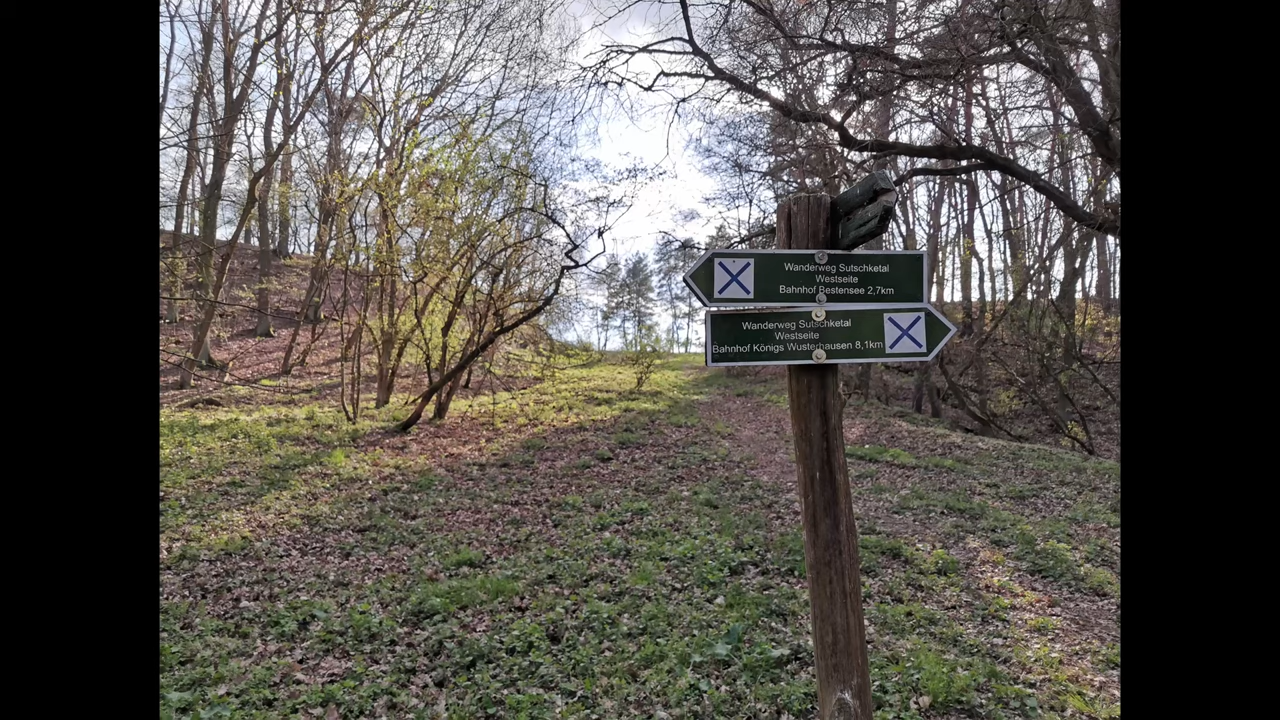 Wanderweg Sutschketal
Westseite
Bahnhof Bestensee 2,7km
Wanderweg Sutschketal
Westseite
Bahnhof Königs Wusterhausen 8,1km